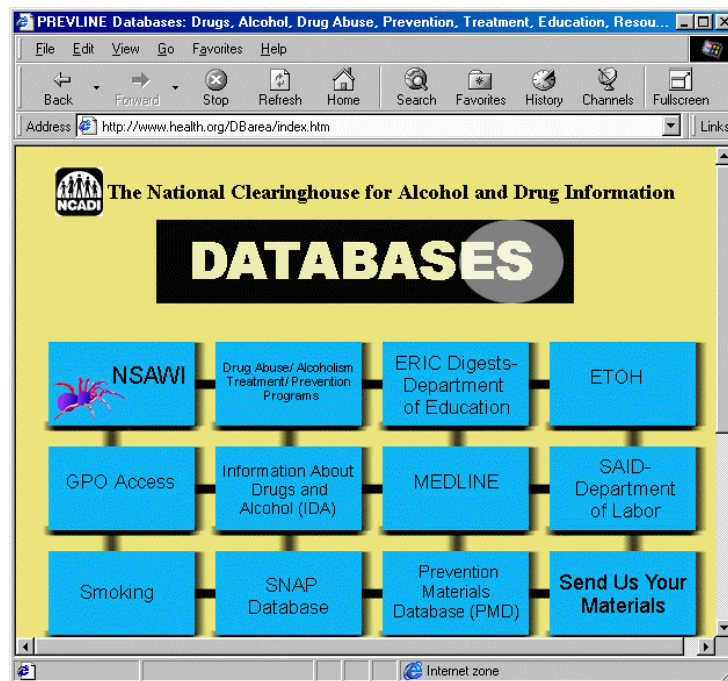 PREVLINE Databases: Drugs, Alcohol, Drug Abuse, Prevention, Treatment, Education, Resou...
File Edit View Go Favorites Help
Back Forward Stop Refresh Home Search Favorites History Channels Fullscreen
Address http://www.health.org/DBarea/index.htm Links
NCADI
The National Clearinghouse for Alcohol and Drug Information
DATABASES
NSAWI
Drug Abuse/ Alcoholism
Treatment/ Prevention
Programs
ERIC Digests-
Department
of Education
ETOH
GPO Access
Information About
Drugs and
Alcohol (IDA)
MEDLINE
SAID-
Department
of Labor
Smoking
SNAP
Database
Prevention
Materials
Database (PMD)
Send Us Your
Materials
Internet zone